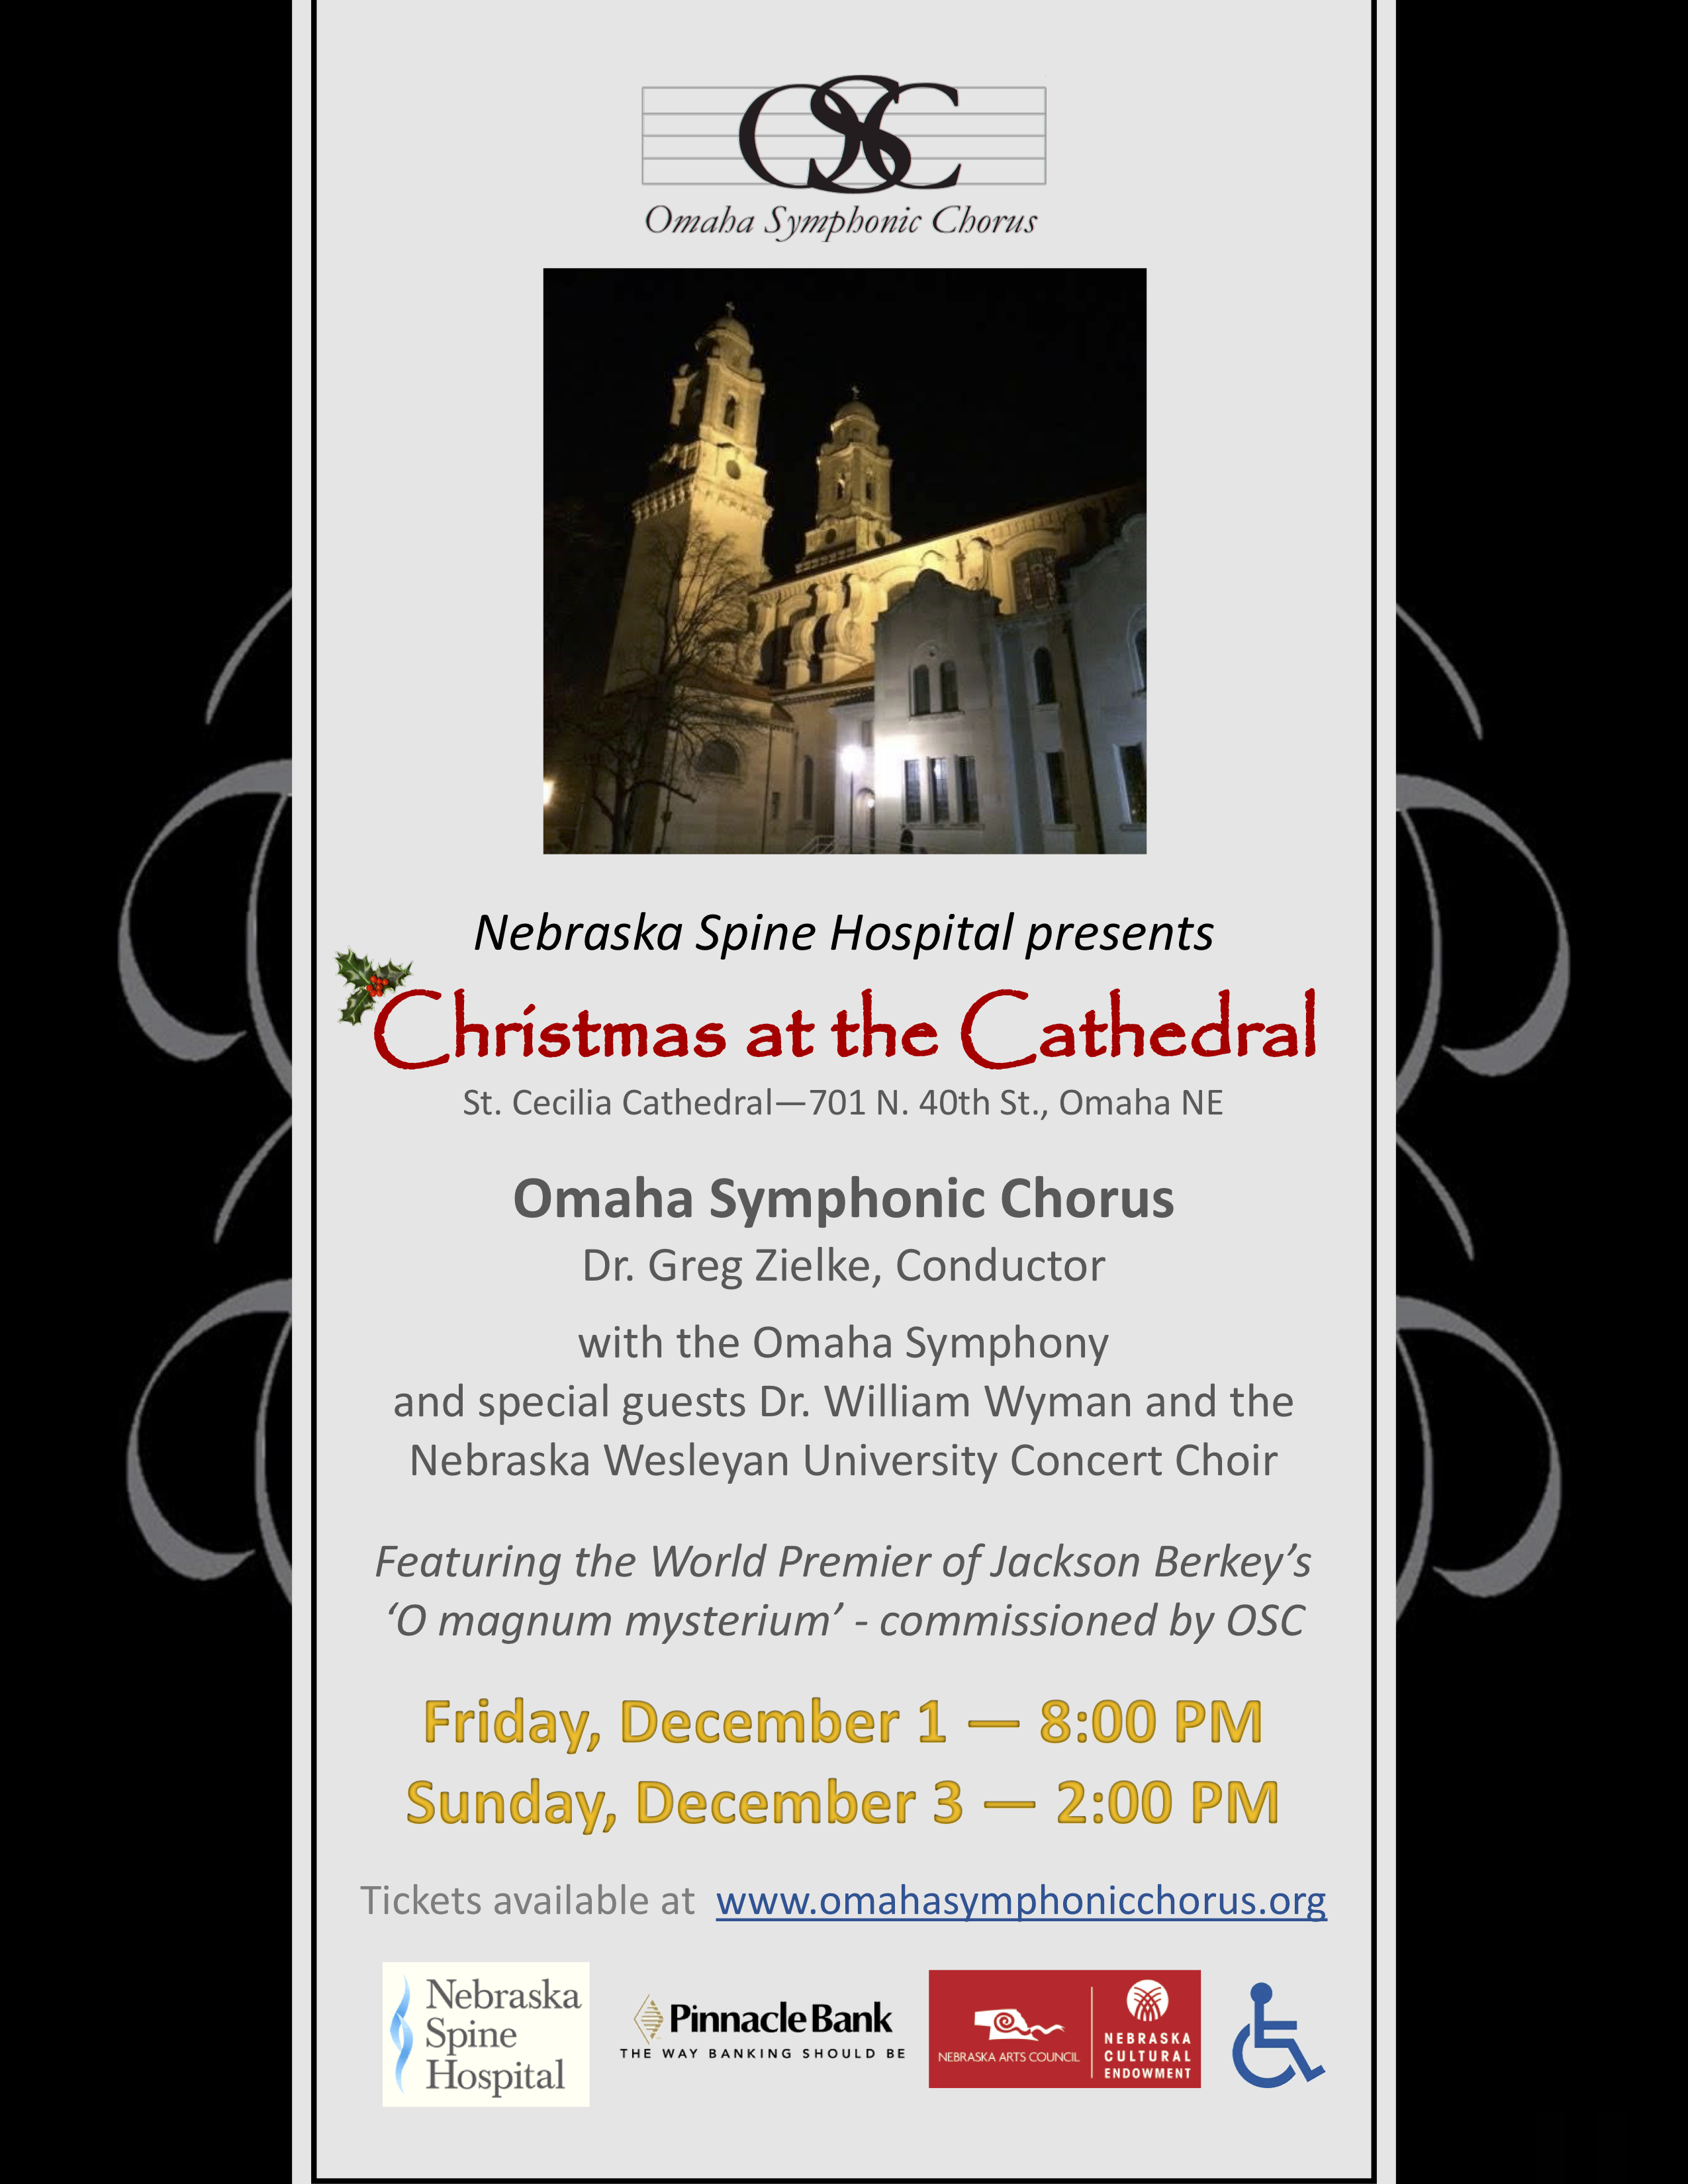 OSC
Omaha Symphonic Chorus
Nebraska Spine Hospital presents
Christmas at the Cathedral
St. Cecilia Cathedral—701 N. 40th St., Omaha NE
Omaha Symphonic Chorus
Dr. Greg Zielke, Conductor
with the Omaha Symphony
and special guests Dr. William Wyman and the
Nebraska Wesleyan University Concert Choir
Featuring the World Premier of Jackson Berkey’s
‘O magnum mysterium’ - commissioned by OSC
Friday, December 1 — 8:00 PM
Sunday, December 3 — 2:00 PM
Tickets available at www.omahasymphonicchorus.org
Nebraska
Spine
Hospital
Pinnacle Bank
THE WAY BANKING SHOULD BE
NEBRASKA ARTS COUNCIL
NEBRASKA
CULTURAL
ENDOWMENT